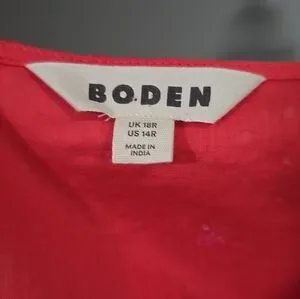 BODEN
UK 18R
US 14R
MADE IN
INDIA